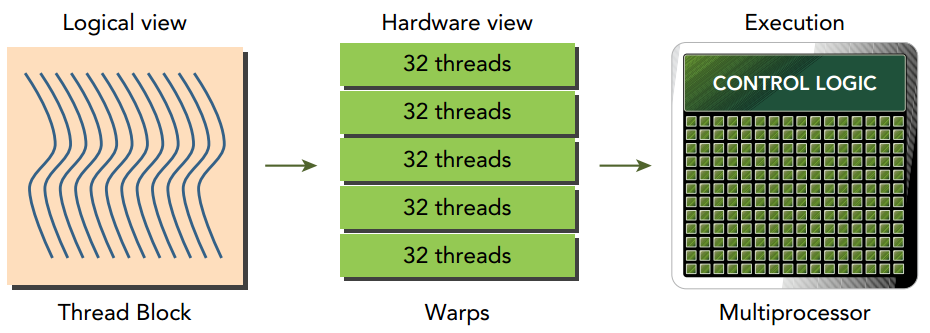 Logical view
Hardware view
Execution
32 threads
32 threads
32 threads
32 threads
32 threads
CONTROL LOGIC
Thread Block
Warps
Multiprocessor